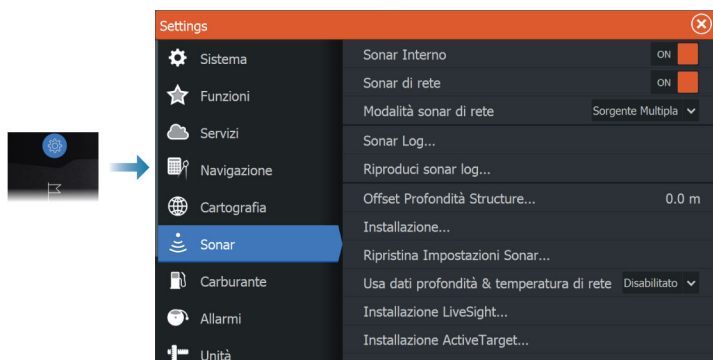 Settings
Sistema
Funzioni
Servizi
Navigazione
Cartografia
Sonar
Carburante
Allarmi
Unità
Sonar Interno ON
Sonar di rete ON
Modalità sonar di rete Sorgente Multipla
Sonar Log...
Riproduci sonar log...
Offset Profondità Structure... 0.0 m
Installazione...
Ripristina Impostazioni Sonar...
Usa dati profondità & temperatura di rete Disabilitato
Installazione LiveSight...
Installazione ActiveTarget...